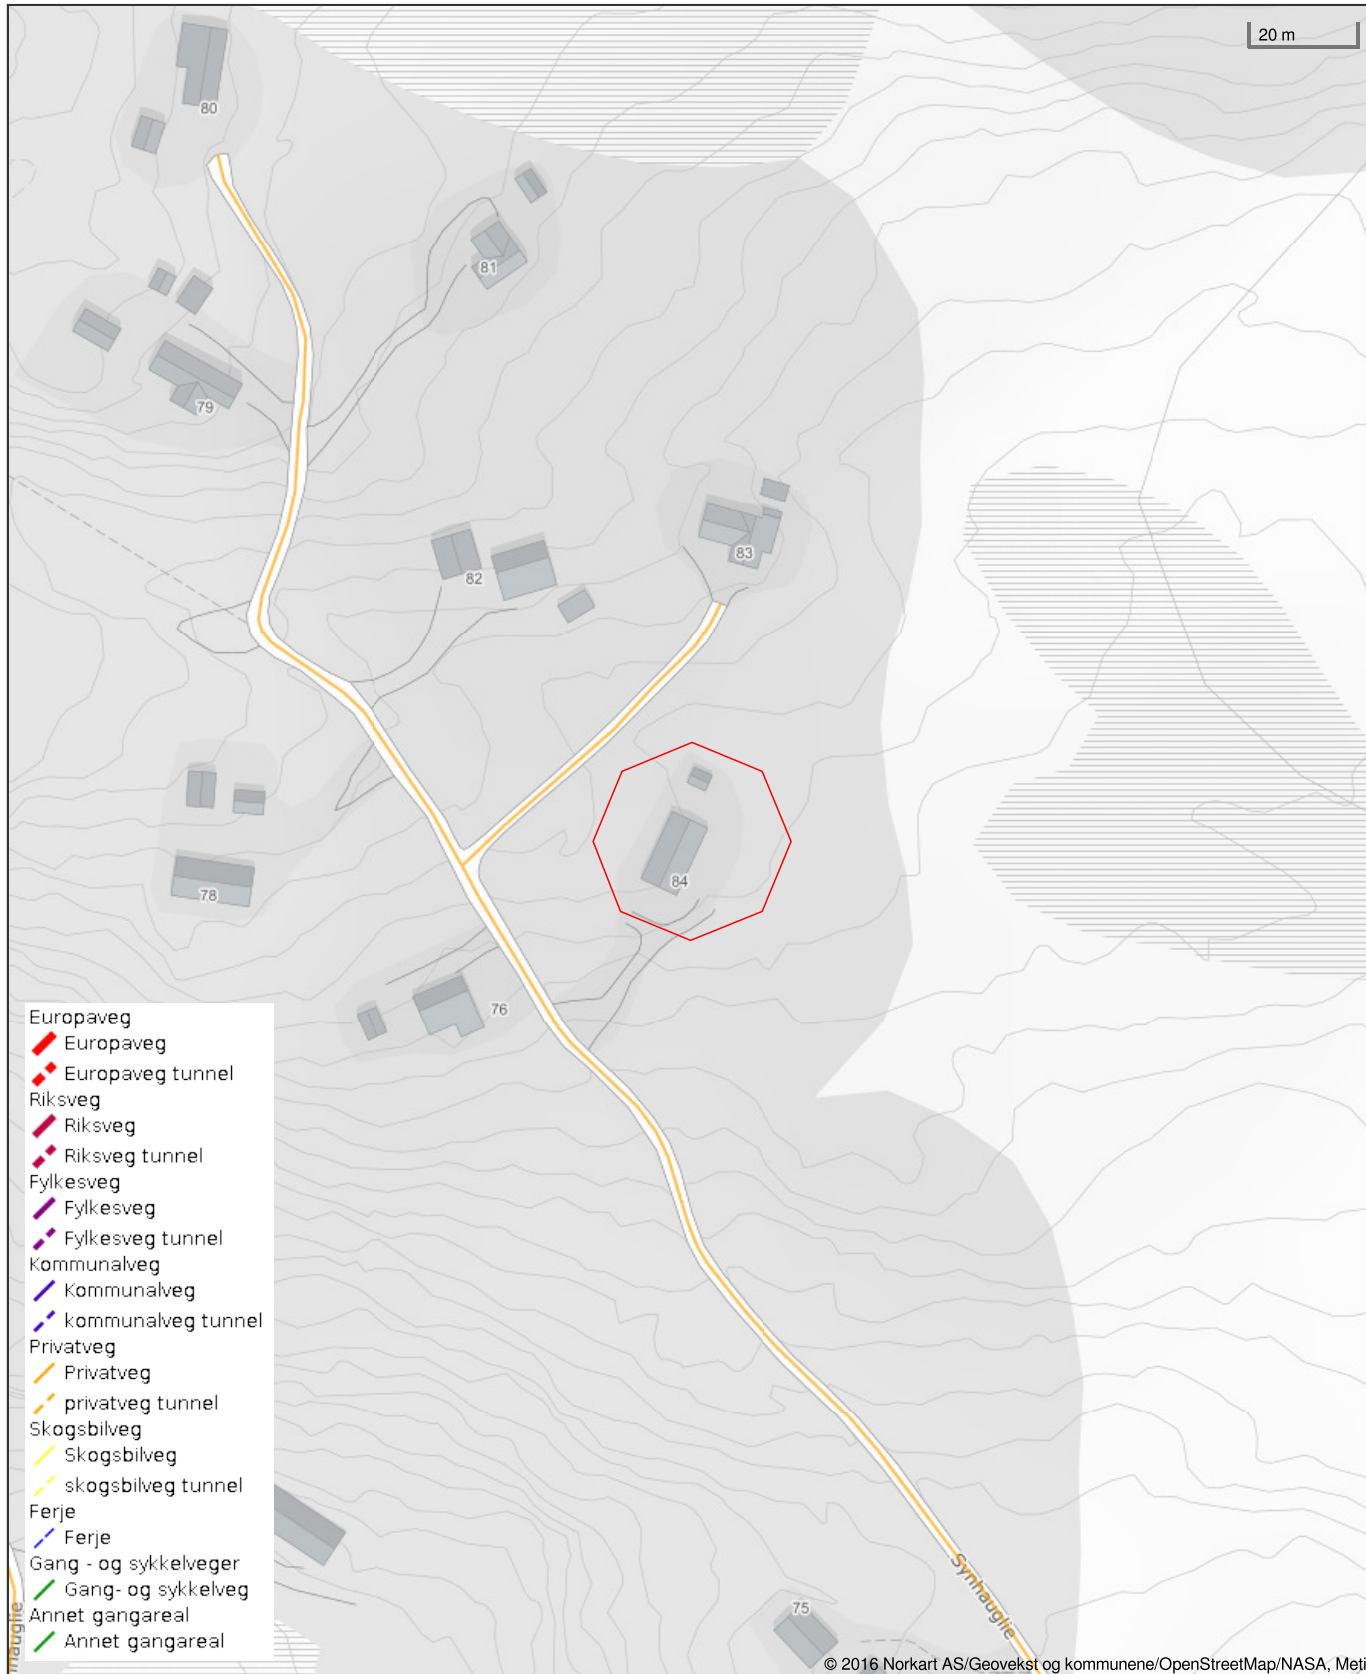 20 m
80
81
79
83
82
84
78
76
Europaveg
Europaveg
Europaveg tunnel
Riksveg
Riksveg
Riksveg tunnel
Fylkesveg
Fylkesveg
Fylkesveg tunnel
Kommunalveg
Kommunalveg
kommunalveg tunnel
Privatveg
Privatveg
privatveg tunnel
Skogsbilveg
Skogsbilveg
skogsbilveg tunnel
Ferje
Ferje
Gang - og sykkelveger
Gang- og sykkelveg
Annet gangareal
Annet gangareal
Synhauglie
75
© 2016 Norkart AS/Geovekst og kommunene/OpenStreetMap/NASA, Meti